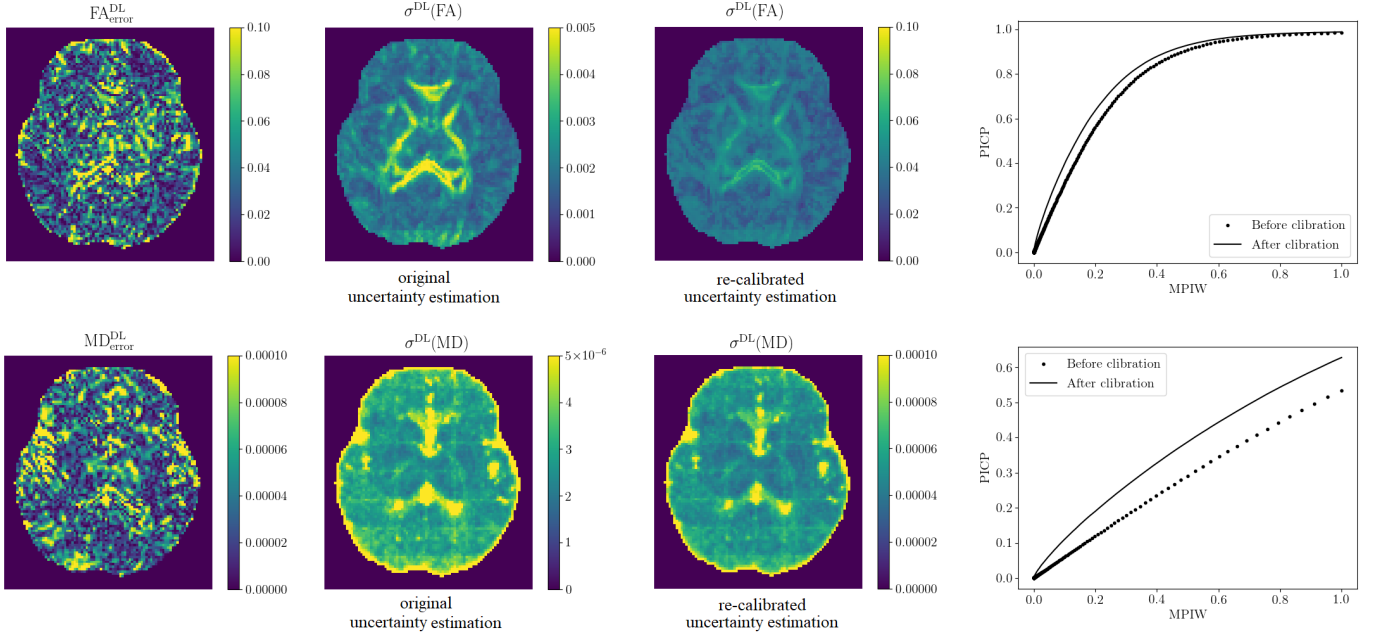 FA^DL_error
σ^DL(FA)
σ^DL(FA)
0.10
0.08
0.06
0.04
0.02
0.00
0.005
0.004
0.003
0.002
0.001
0.000
0.10
0.08
0.06
0.04
0.02
0.00
original
uncertainty estimation
re-calibrated
uncertainty estimation
PICP
1.0
0.8
0.6
0.4
0.2
0.0
Before clibration
After clibration
0.0 0.2 0.4 0.6 0.8 1.0
MPIW
MD^DL_error
σ^DL(MD)
σ^DL(MD)
0.00010
0.00008
0.00006
0.00004
0.00002
0.00000
5×10^-6
4
3
2
1
0
0.00010
0.00008
0.00006
0.00004
0.00002
0.00000
original
uncertainty estimation
re-calibrated
uncertainty estimation
PICP
0.6
0.5
0.4
0.3
0.2
0.1
0.0
Before clibration
After clibration
0.0 0.2 0.4 0.6 0.8 1.0
MPIW